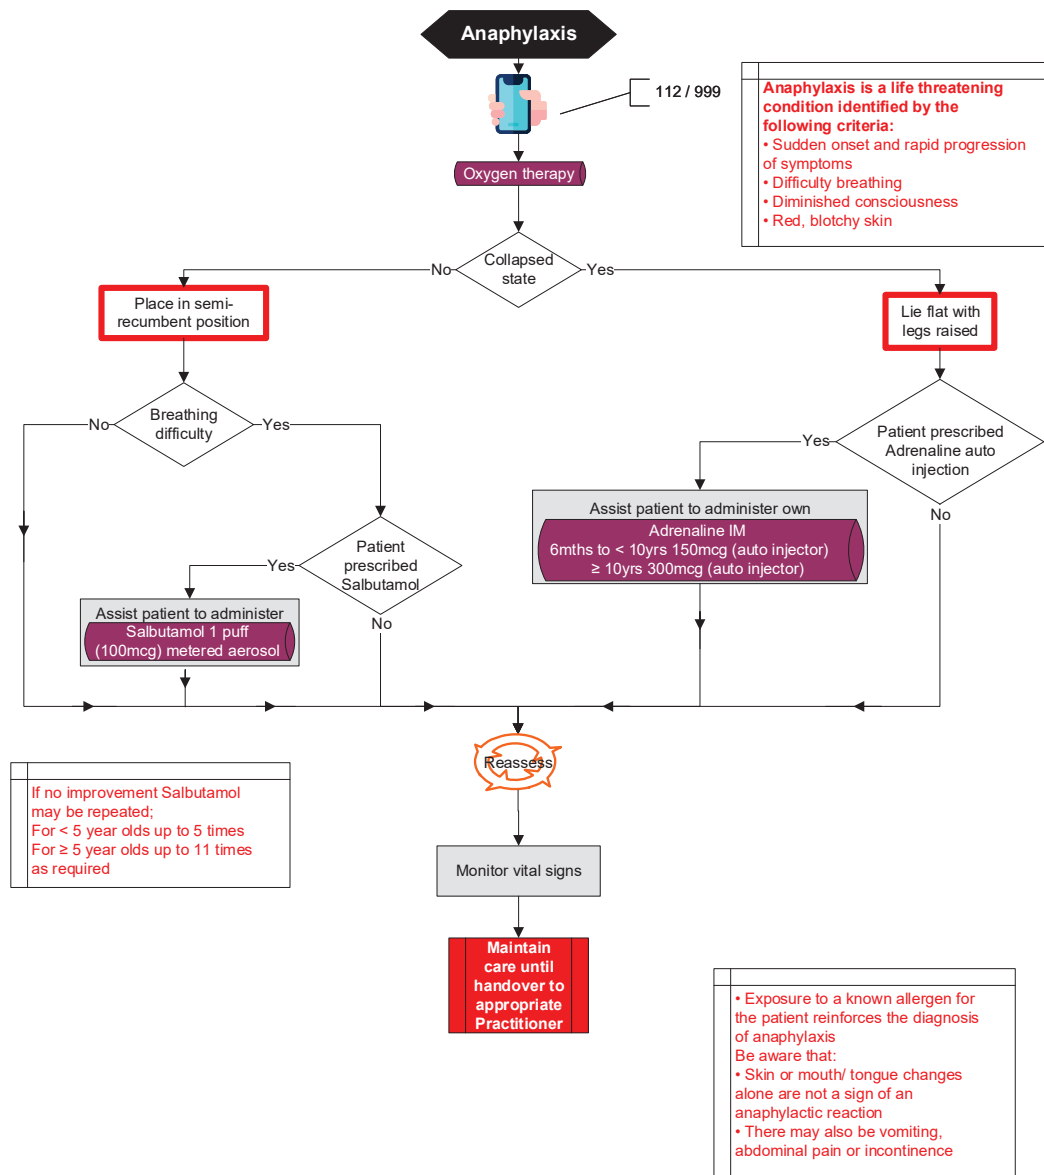 Anaphylaxis
112 / 999
Anaphylaxis is a life threatening
condition identified by the
following criteria:
• Sudden onset and rapid progression
of symptoms
• Difficulty breathing
• Diminished consciousness
• Red, blotchy skin
Oxygen therapy
Collapsed
state
No
Yes
Place in semi-
recumbent position
Lie flat with
legs raised
Breathing
difficulty
No
Yes
Patient prescribed
Adrenaline auto
injection
Yes
No
Assist patient to administer own
Adrenaline IM
6mths to < 10yrs 150mcg (auto injector)
≥ 10yrs 300mcg (auto injector)
Patient
prescribed
Salbutamol
Yes
No
Assist patient to administer
Salbutamol 1 puff
(100mcg) metered aerosol
Reassess
If no improvement Salbutamol
may be repeated;
For < 5 year olds up to 5 times
For ≥ 5 year olds up to 11 times
as required
Monitor vital signs
Maintain
care until
handover to
appropriate
Practitioner
• Exposure to a known allergen for
the patient reinforces the diagnosis
of anaphylaxis
Be aware that:
• Skin or mouth/ tongue changes
alone are not a sign of an
anaphylactic reaction
• There may also be vomiting,
abdominal pain or incontinence